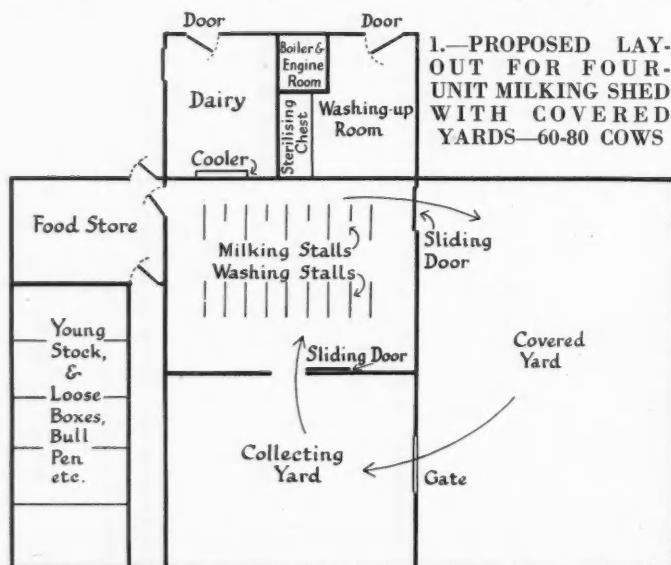 1.—PROPOSED LAY-
OUT FOR FOUR-
UNIT MILKING SHED
WITH COVERED
YARDS—60-80 COWS
Door
Door
Boiler &
Engine
Room
Dairy
Sterilising
Chest
Washing-up
Room
Cooler
Food Store
Milking Stalls
Washing Stalls
Sliding
Door
Young
Stock,
&
Loose
Boxes,
Bull
Pen
etc.
Sliding Door
Covered
Yard
Collecting
Yard
Gate